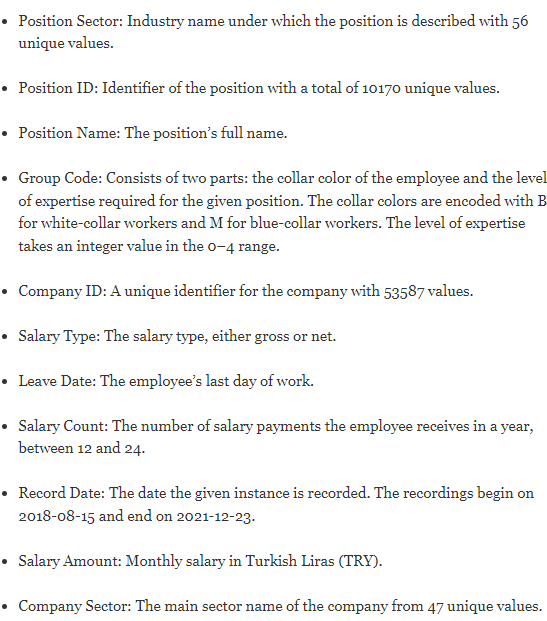 • Position Sector: Industry name under which the position is described with 56
unique values.
• Position ID: Identifier of the position with a total of 10170 unique values.
• Position Name: The position’s full name.
• Group Code: Consists of two parts: the collar color of the employee and the level
of expertise required for the given position. The collar colors are encoded with B
for white-collar workers and M for blue-collar workers. The level of expertise
takes an integer value in the 0–4 range.
• Company ID: A unique identifier for the company with 53587 values.
• Salary Type: The salary type, either gross or net.
• Leave Date: The employee’s last day of work.
• Salary Count: The number of salary payments the employee receives in a year,
between 12 and 24.
• Record Date: The date the given instance is recorded. The recordings begin on
2018-08-15 and end on 2021-12-23.
• Salary Amount: Monthly salary in Turkish Liras (TRY).
• Company Sector: The main sector name of the company from 47 unique values.